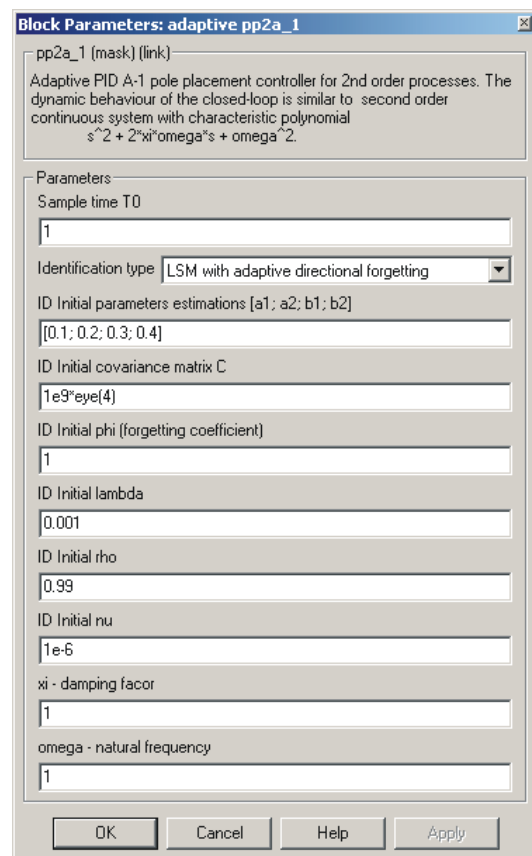 Block Parameters: adaptive pp2a_1
pp2a_1 (mask) (link)
Adaptive PID A-1 pole placement controller for 2nd order processes. The
dynamic behaviour of the closed-loop is similar to second order
continuous system with characteristic polynomial
s^2 + 2*xi*omega*s + omega^2.
Parameters
Sample time T0
1
Identification type LSM with adaptive directional forgetting
ID Initial parameters estimations [a1; a2; b1; b2]
[0.1; 0.2; 0.3; 0.4]
ID Initial covariance matrix C
1e9*eye(4)
ID Initial phi (forgetting coefficient)
1
ID Initial lambda
0.001
ID Initial rho
0.99
ID Initial nu
1e-6
xi - damping facor
1
omega - natural frequency
1
OK Cancel Help Apply